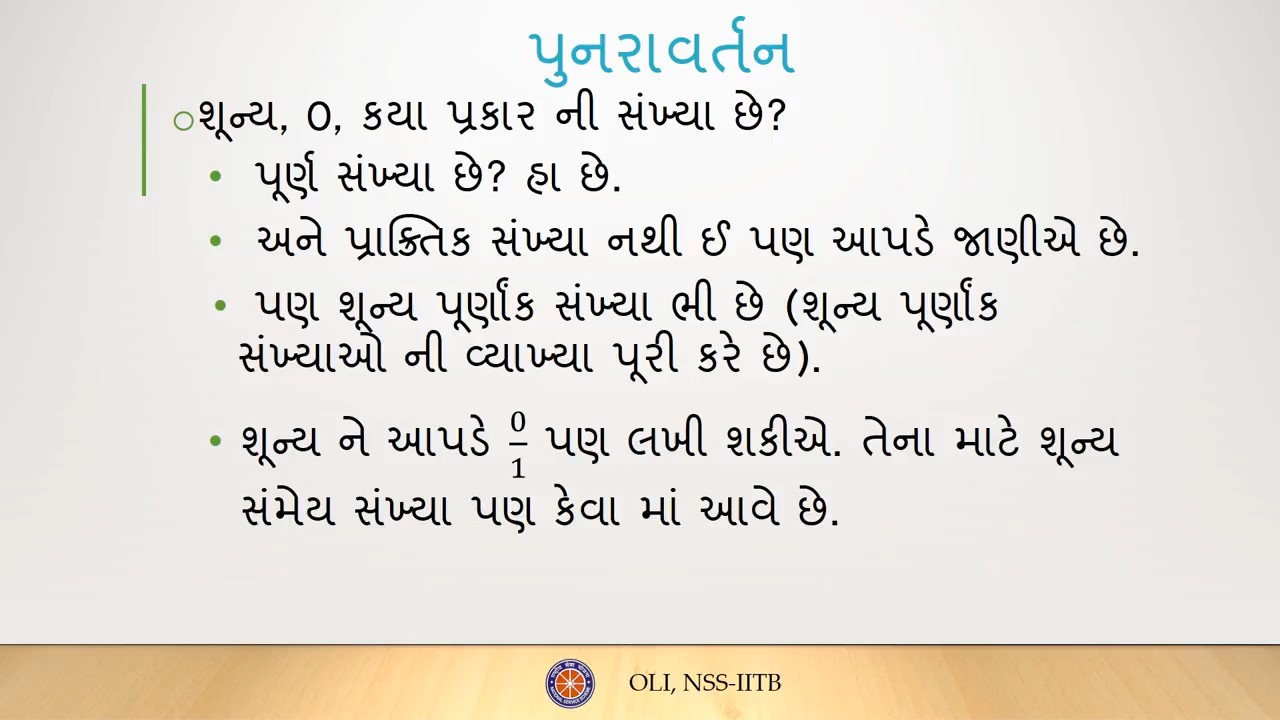 પુનરાવર્તન
શૂન્ય, 0, કયા પ્રકાર ની સંખ્યા છે?
• પૂર્ણ સંખ્યા છે? હા છે.
• અને પ્રાક્ર્તિક સંખ્યા નથી ઈ પણ આપડે જાણીએ છે.
• પણ શૂન્ય પૂર્ણાંક સંખ્યા ભી છે (શૂન્ય પૂર્ણાંક
સંખ્યાઓ ની વ્યાખ્યા પૂરી કરે છે).
• શૂન્ય ને આપડે 0/1 પણ લખી શકીએ. તેના માટે શૂન્ય
સંમેય સંખ્યા પણ કેવા માં આવે છે.
OLI, NSS-IITB